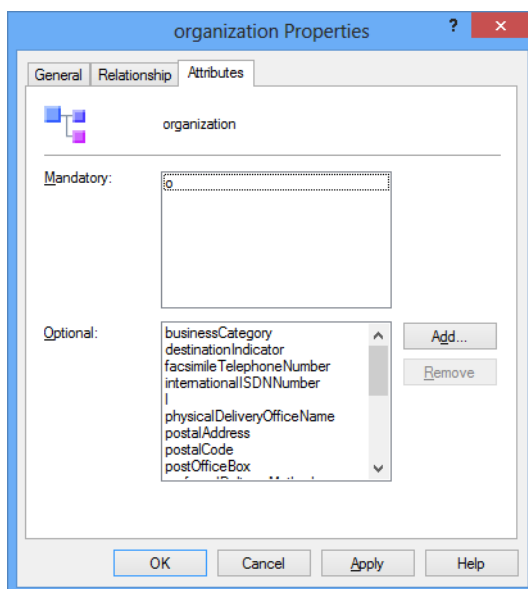 organization Properties
?
General
Relationship
Attributes
organization
Mandatory:
o
Optional:
businessCategory
destinationIndicator
facsimileTelephoneNumber
internationalISDNNumber
l
physicalDeliveryOfficeName
postalAddress
postalCode
postOfficeBox
Add...
Remove
OK
Cancel
Apply
Help